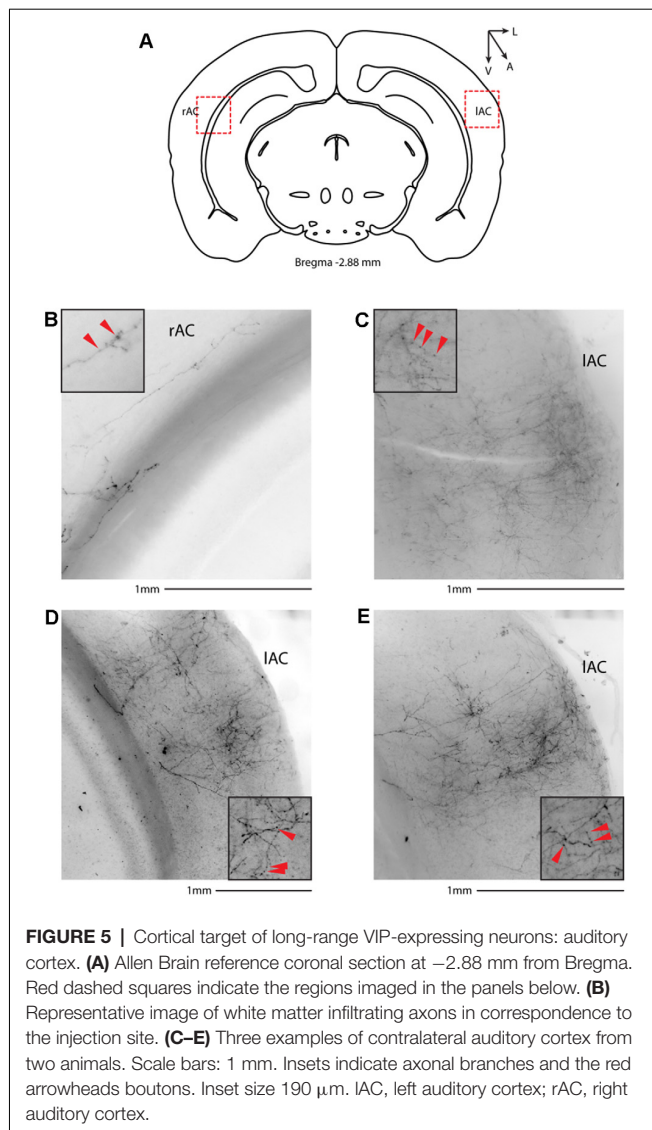 A
L
V
A
rAC
lAC
Bregma -2.88 mm
B
rAC
C
lAC
1mm
1mm
D
lAC
E
lAC
1mm
1mm
FIGURE 5 | Cortical target of long-range VIP-expressing neurons: auditory
cortex. (A) Allen Brain reference coronal section at −2.88 mm from Bregma.
Red dashed squares indicate the regions imaged in the panels below. (B)
Representative image of white matter infiltrating axons in correspondence to
the injection site. (C–E) Three examples of contralateral auditory cortex from
two animals. Scale bars: 1 mm. Insets indicate axonal branches and the red
arrowheads boutons. Inset size 190 μm. lAC, left auditory cortex; rAC, right
auditory cortex.